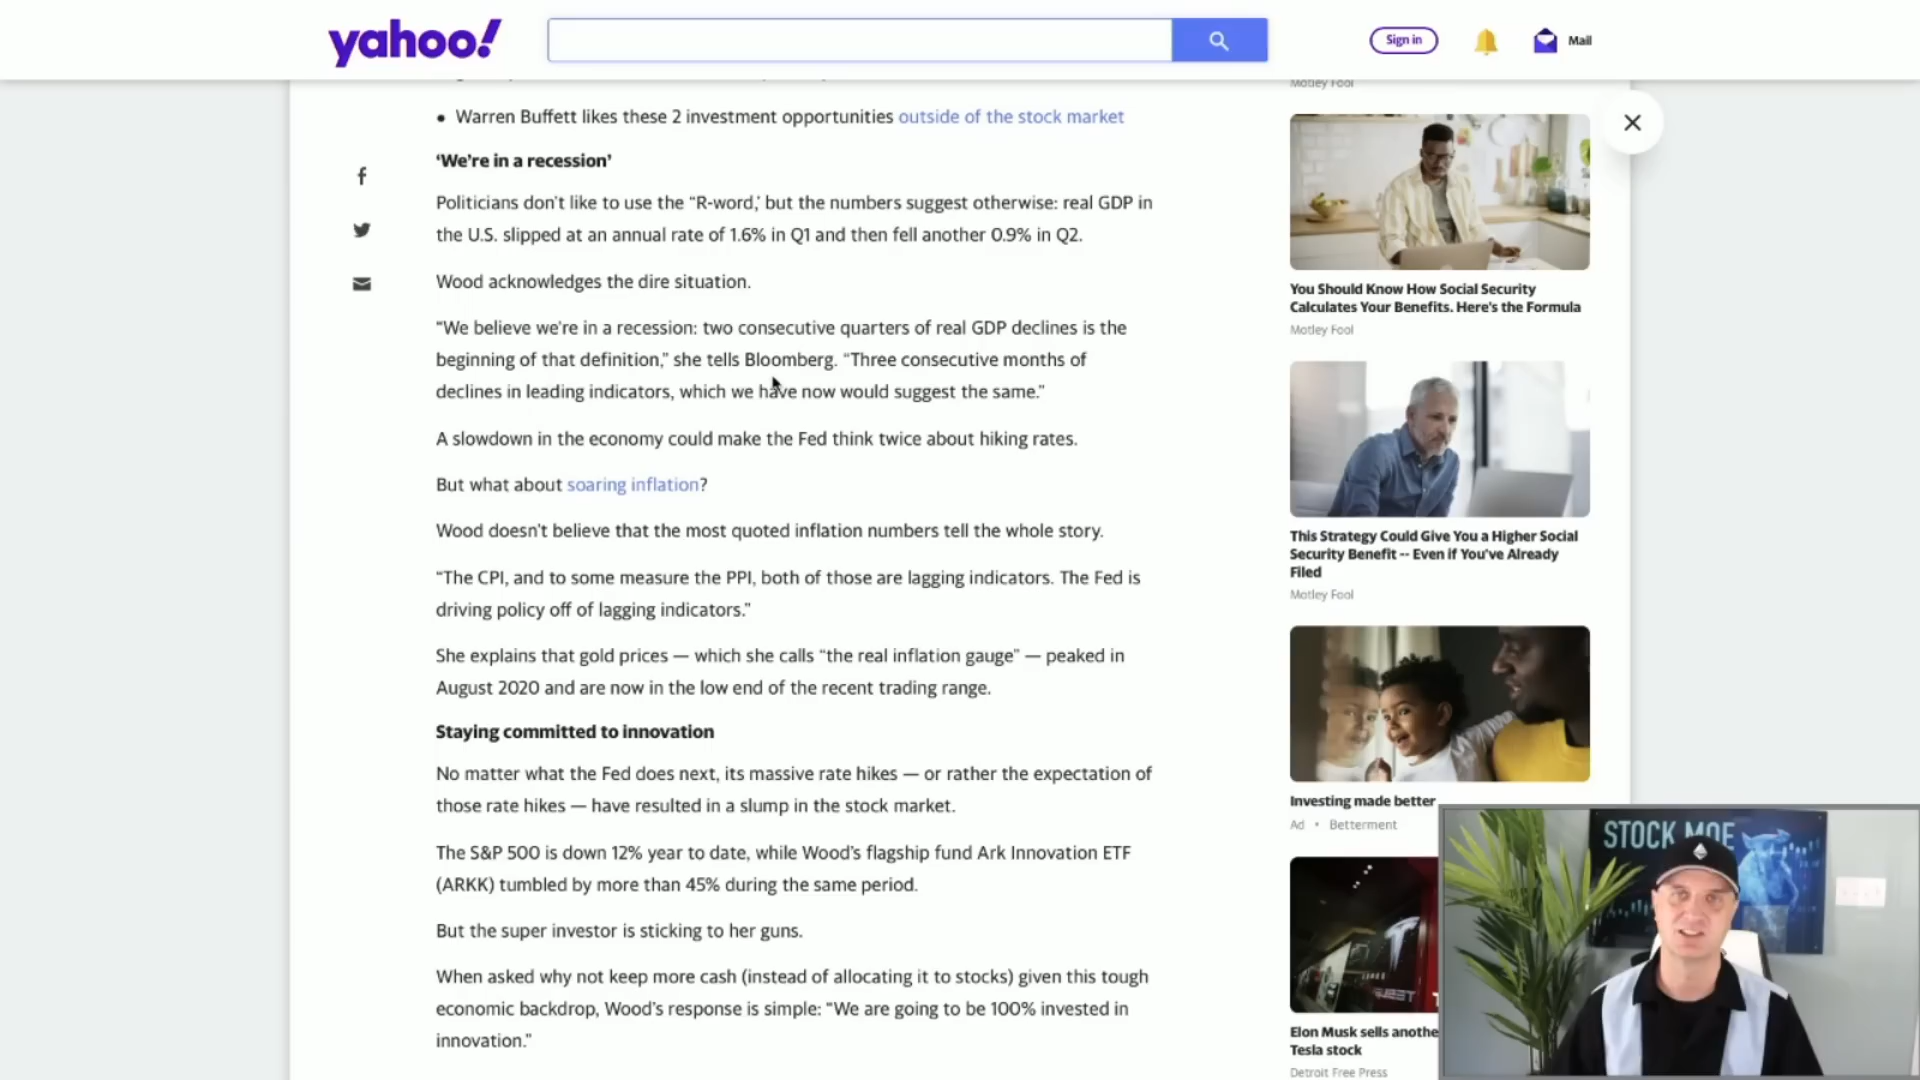 yahoo!
Sign in
Mail
Motley Fool
• Warren Buffett likes these 2 investment opportunities outside of the stock market
‘We’re in a recession’
Politicians don’t like to use the “R-word,’ but the numbers suggest otherwise: real GDP in
the U.S. slipped at an annual rate of 1.6% in Q1 and then fell another 0.9% in Q2.
Wood acknowledges the dire situation.
“We believe we’re in a recession: two consecutive quarters of real GDP declines is the
beginning of that definition,” she tells Bloomberg. “Three consecutive months of
declines in leading indicators, which we have now would suggest the same.”
A slowdown in the economy could make the Fed think twice about hiking rates.
But what about soaring inflation?
Wood doesn’t believe that the most quoted inflation numbers tell the whole story.
“The CPI, and to some measure the PPI, both of those are lagging indicators. The Fed is
driving policy off of lagging indicators.”
She explains that gold prices — which she calls “the real inflation gauge” — peaked in
August 2020 and are now in the low end of the recent trading range.
Staying committed to innovation
No matter what the Fed does next, its massive rate hikes — or rather the expectation of
those rate hikes — have resulted in a slump in the stock market.
The S&P 500 is down 12% year to date, while Wood’s flagship fund Ark Innovation ETF
(ARKK) tumbled by more than 45% during the same period.
But the super investor is sticking to her guns.
When asked why not keep more cash (instead of allocating it to stocks) given this tough
economic backdrop, Wood’s response is simple: “We are going to be 100% invested in
innovation.”
You Should Know How Social Security
Calculates Your Benefits. Here’s the Formula
Motley Fool
This Strategy Could Give You a Higher Social
Security Benefit -- Even if You’ve Already
Filed
Motley Fool
Investing made better
Ad • Betterment
Elon Musk sells anothe
Tesla stock
Detroit Free Press
STOCK MOE